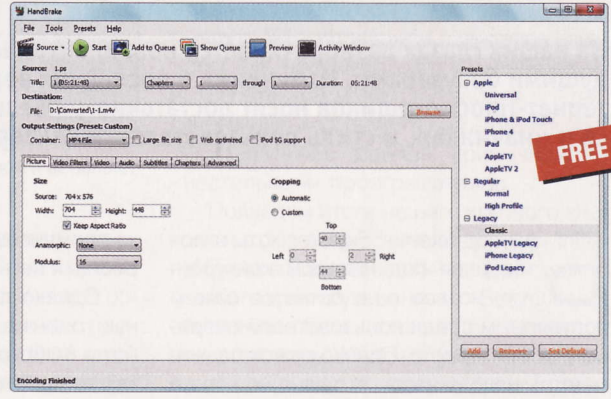 HandBrake
File Tools Presets Help
Source Start Add to Queue Show Queue Preview Activity Window
Source: 1.ps
Title: 1 (05:21:48) Chapters 1 through 1 Duration: 05:21:48
Destination:
File: D:\Converted\1-1.m4v Browse
Output Settings (Preset: Custom)
Container: MP4 File Large file size Web optimized iPod 5G support
Picture Video Filters Video Audio Subtitles Chapters Advanced
Size
Source: 704 x 576
Width: 704 Height: 448
Keep Aspect Ratio
Anamorphic: None
Modulus: 16
Cropping
Automatic
Custom
Top
40
Left 0 2 Right
44
Bottom
Presets
Apple
Universal
iPod
iPhone & iPod Touch
iPhone 4
iPad
AppleTV
AppleTV 2
Regular
Normal
High Profile
Legacy
Classic
AppleTV Legacy
iPhone Legacy
iPod Legacy
Add Remove Set Default
Encoding Finished
FREE